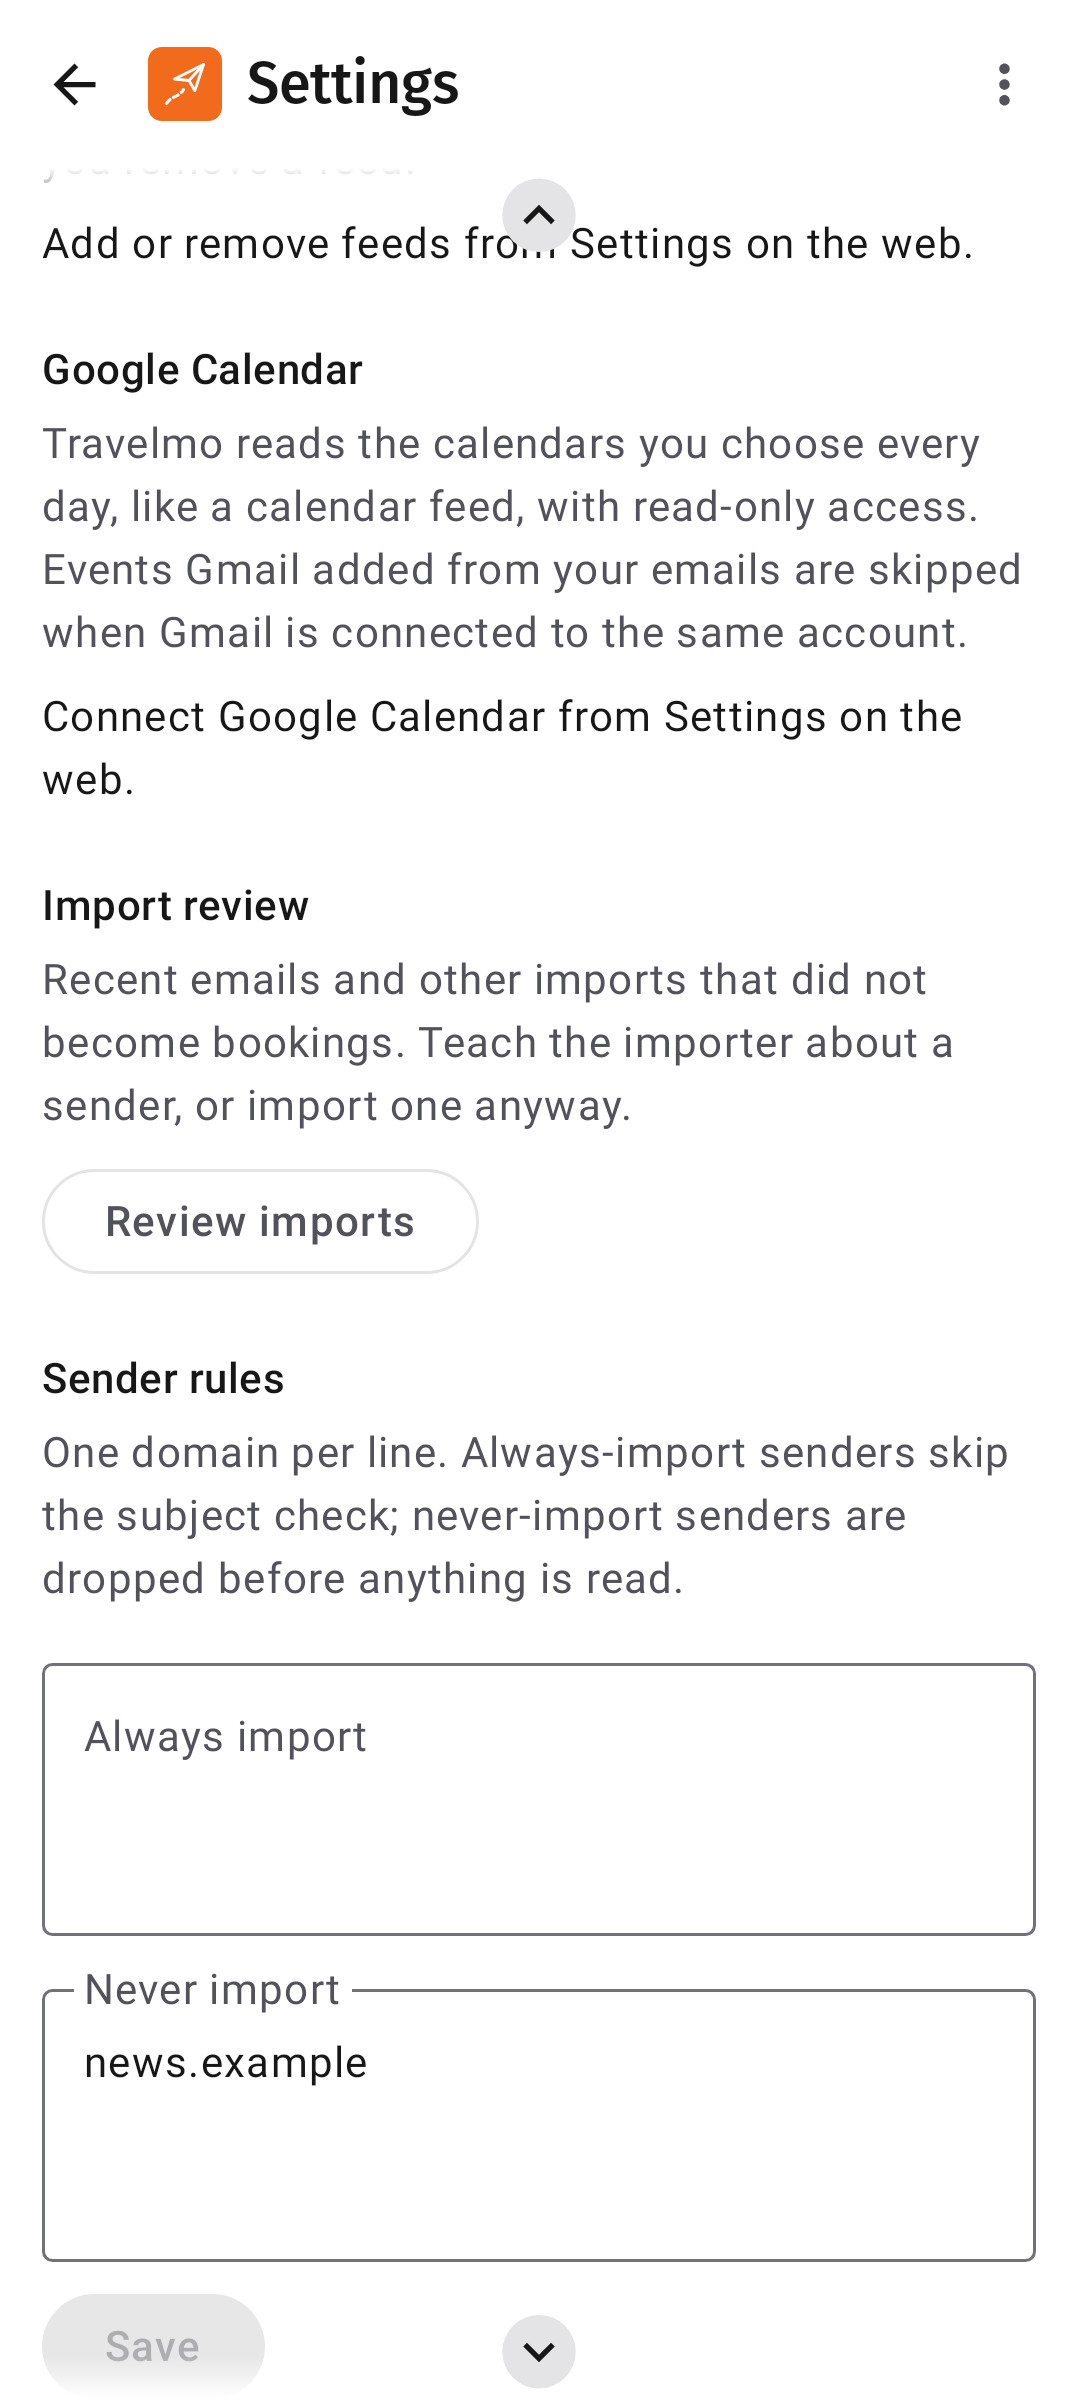 Settings
Add or remove feeds from Settings on the web.
Google Calendar
Travelmo reads the calendars you choose every
day, like a calendar feed, with read-only access.
Events Gmail added from your emails are skipped
when Gmail is connected to the same account.
Connect Google Calendar from Settings on the
web.
Import review
Recent emails and other imports that did not
become bookings. Teach the importer about a
sender, or import one anyway.
Review imports
Sender rules
One domain per line. Always-import senders skip
the subject check; never-import senders are
dropped before anything is read.
Always import
Never import
news.example
Save